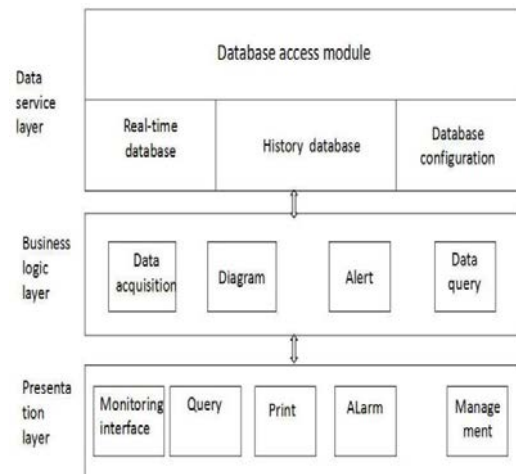 Database access module
Data
service
layer
Real-time
database
History database
Database
configuration
Business
logic
layer
Data
acquisition
Diagram
Alert
Data
query
Presenta
tion
layer
Monitoring
interface
Query
Print
ALarm
Manage
ment